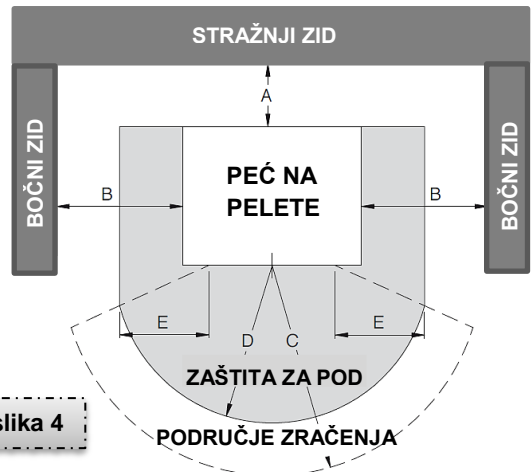 STRAŽNJI ZID
BOČNI ZID
A
BOČNI ZID
B
PEĆ NA
PELETE
B
E
D
C
E
ZAŠTITA ZA POD
slika 4
PODRUČJE ZRAČENJA